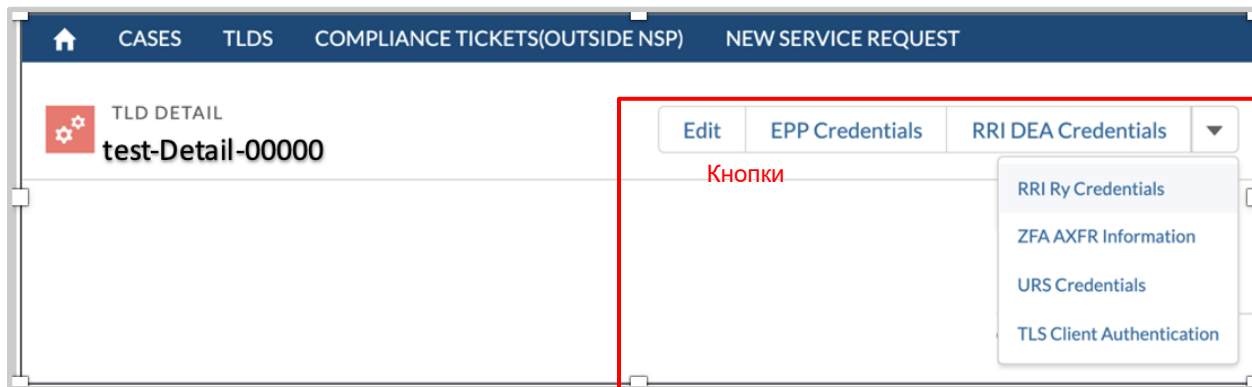 CASES TLDS COMPLIANCE TICKETS(OUTSIDE NSP) NEW SERVICE REQUEST
TLD DETAIL
test-Detail-00000
Edit EPP Credentials RRI DEA Credentials
Кнопки
RRI Ry Credentials
ZFA AXFR Information
URS Credentials
TLS Client Authentication